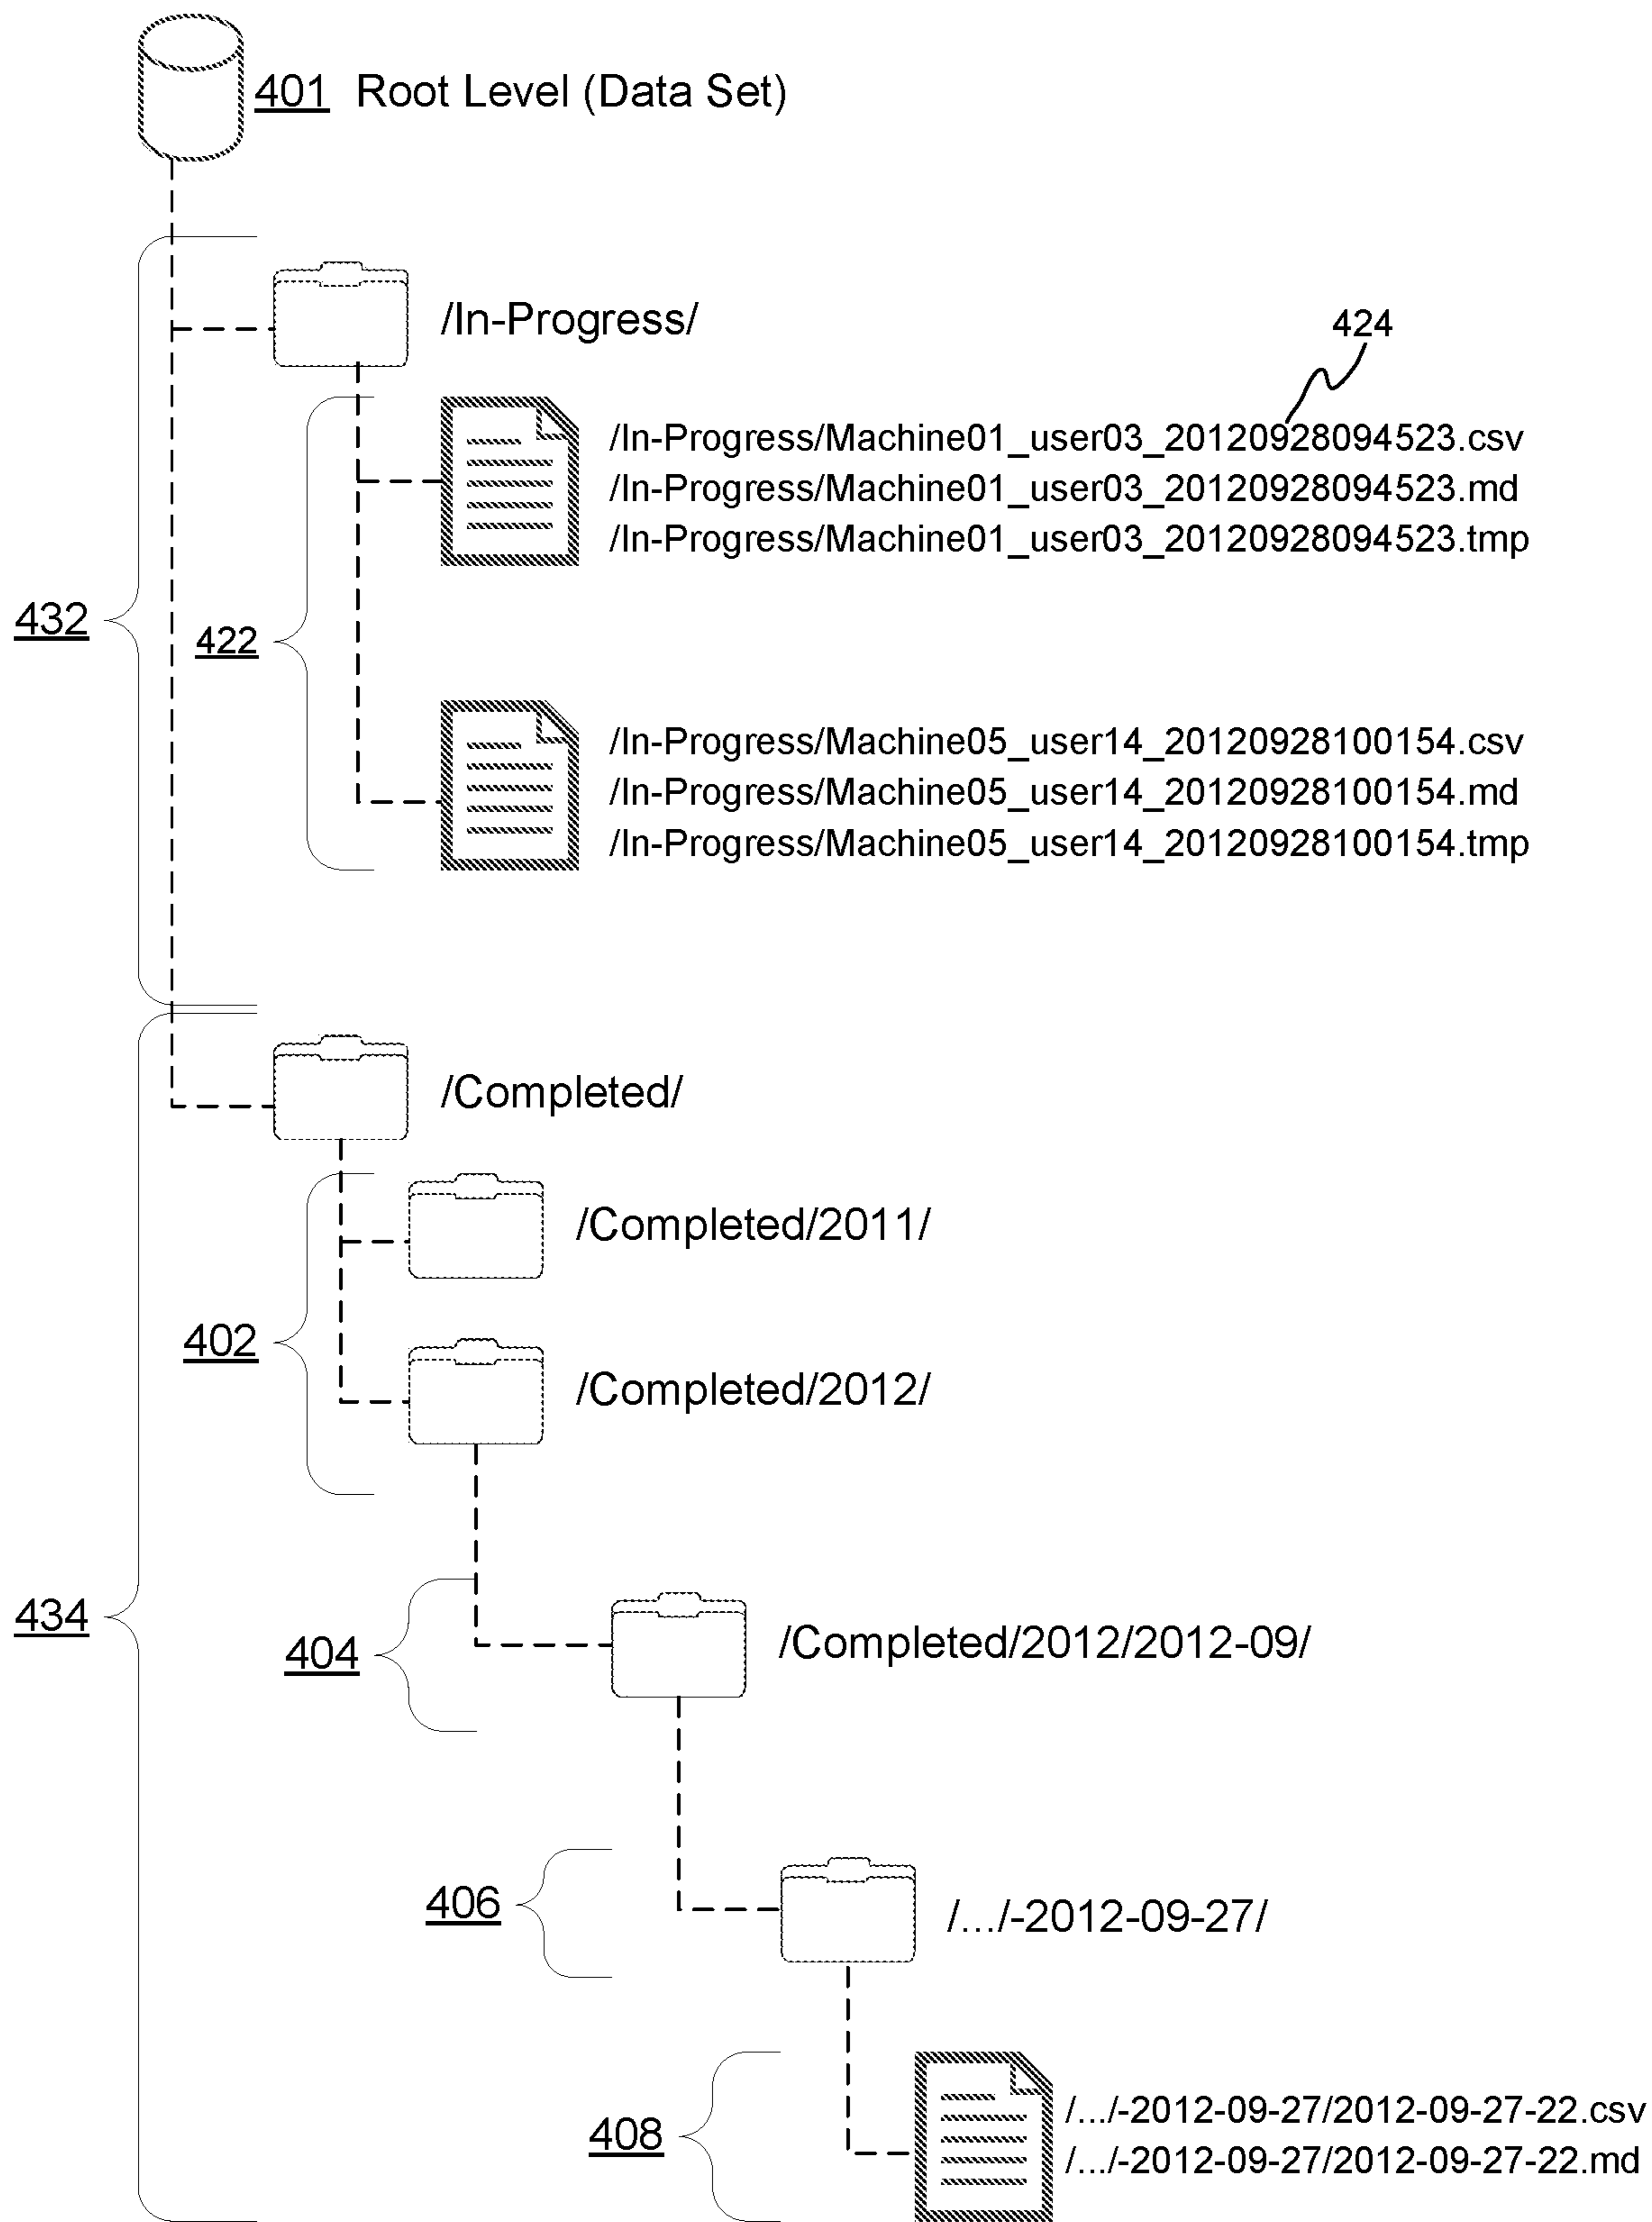 401 Root Level (Data Set)
/In-Progress/
424
/In-Progress/Machine01_user03_20120928094523.csv
/In-Progress/Machine01_user03_20120928094523.md
/In-Progress/Machine01_user03_20120928094523.tmp
432
422
/In-Progress/Machine05_user14_20120928100154.csv
/In-Progress/Machine05_user14_20120928100154.md
/In-Progress/Machine05_user14_20120928100154.tmp
/Completed/
/Completed/2011/
402
/Completed/2012/
434
404
/Completed/2012/2012-09/
406
/.../-2012-09-27/
408
/.../-2012-09-27/2012-09-27-22.csv
/.../-2012-09-27/2012-09-27-22.md